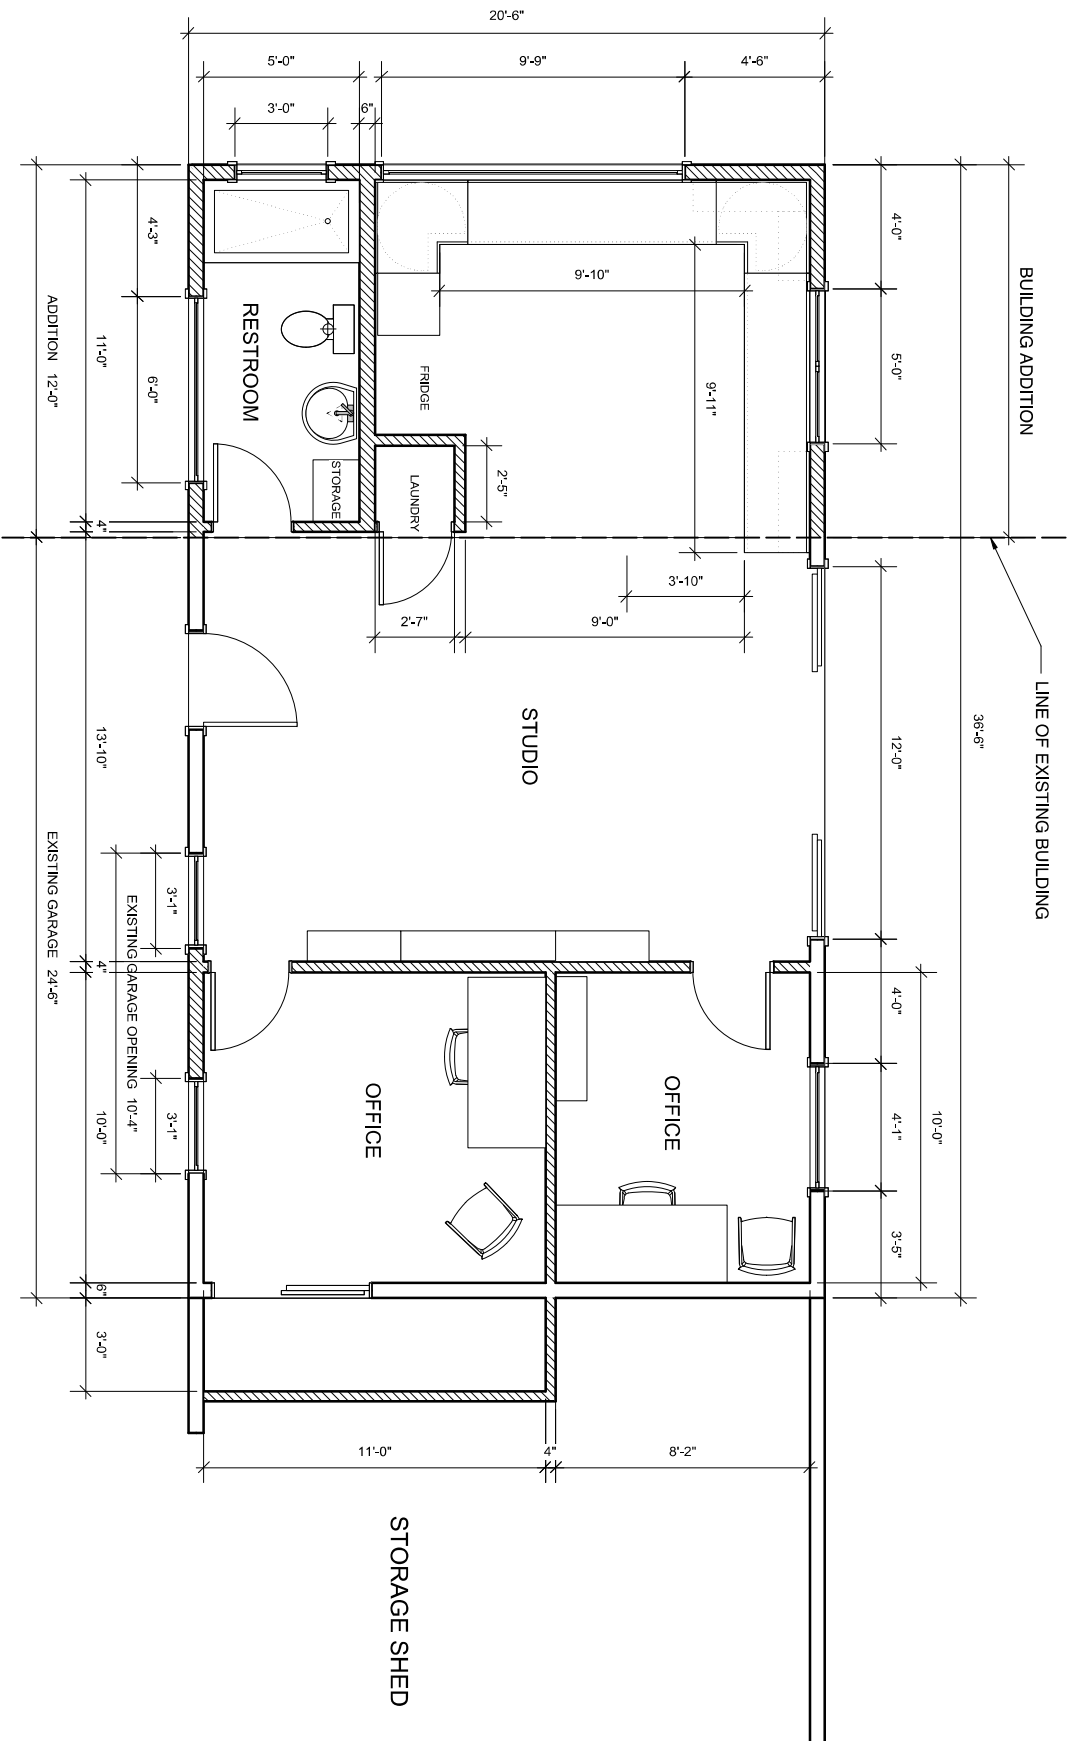 20'-6"
5'-0"
9'-9"
4'-6"
3'-0"
6"
4'-3"
4'-0"
BUILDING ADDITION
9'-10"
RESTROOM
ADDITION 12'-0"
11'-0"
6'-0"
FRIDGE
9'-11"
5'-0"
STORAGE
LAUNDRY
2'-5"
4"
3'-10"
2'-7"
9'-0"
LINE OF EXISTING BUILDING
36'-6"
12'-0"
STUDIO
13'-10"
EXISTING GARAGE 24'-6"
3'-1"
EXISTING GARAGE OPENING 10'-4"
4"
4'-0"
10'-0"
3'-1"
OFFICE
OFFICE
4'-1"
10'-0"
3'-5"
6"
3'-0"
11'-0"
4"
8'-2"
STORAGE SHED